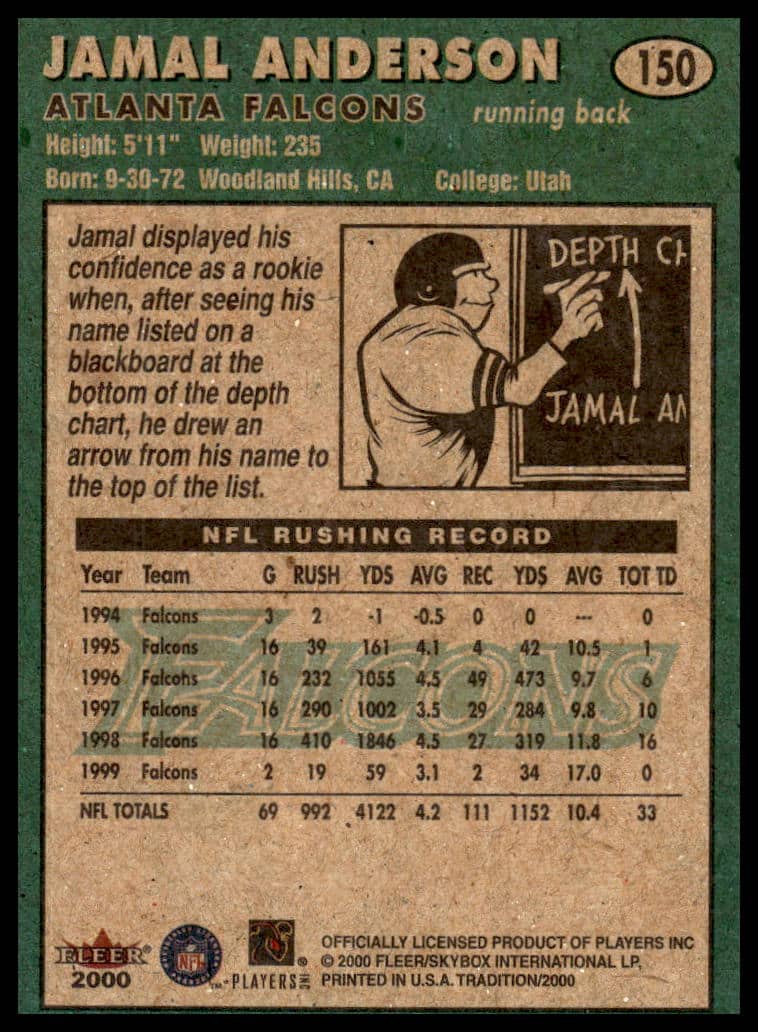 JAMAL ANDERSON 150
ATLANTA FALCONS running back
Height: 5'11" Weight: 235
Born: 9-30-72 Woodland Hills, CA College: Utah
Jamal displayed his
confidence as a rookie
when, after seeing his
name listed on a
blackboard at the
bottom of the depth
chart, he drew an
arrow from his name to
the top of the list.
DEPTH CH
JAMAL AN
NFL RUSHING RECORD
Year Team G RUSH YDS AVG REC YDS AVG TOT TD
1994 Falcons 3 2 -1 -0.5 0 0 --- 0
1995 Falcons 16 39 161 4.1 4 42 10.5 1
1996 Falcons 16 232 1055 4.5 49 473 9.7 6
1997 Falcons 16 290 1002 3.5 29 284 9.8 10
1998 Falcons 16 410 1846 4.5 27 319 11.8 16
1999 Falcons 2 19 59 3.1 2 34 17.0 0
NFL TOTALS 69 992 4122 4.2 111 1152 10.4 33
FALCONS
FLEER®
2000
NFL
™
PLAYERS INC
®
OFFICIALLY LICENSED PRODUCT OF PLAYERS INC
© 2000 FLEER/SKYBOX INTERNATIONAL LP,
PRINTED IN U.S.A. TRADITION/2000